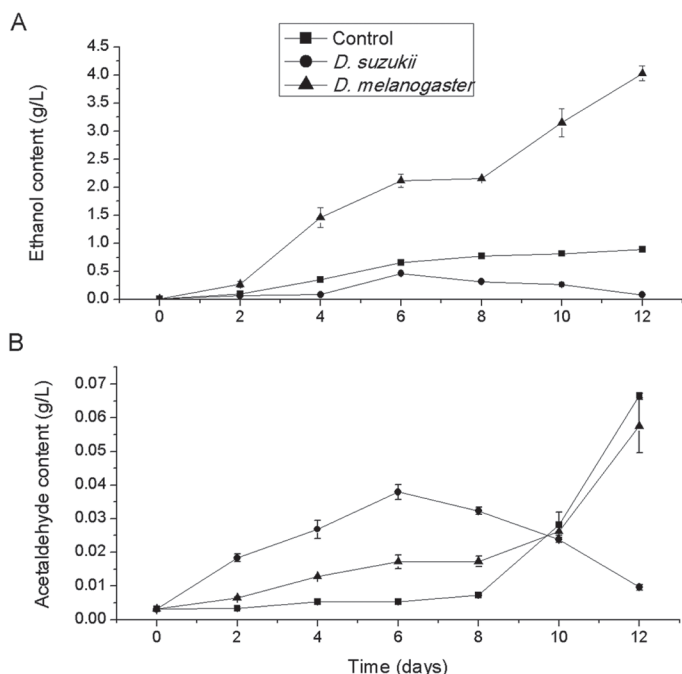 A
Control
D. suzukii
D. melanogaster
Ethanol content (g/L)
4.5
4.0
3.5
3.0
2.5
2.0
1.5
1.0
0.5
0.0
0 2 4 6 8 10 12
B
Acetaldehyde content (g/L)
0.07
0.06
0.05
0.04
0.03
0.02
0.01
0.00
0 2 4 6 8 10 12
Time (days)